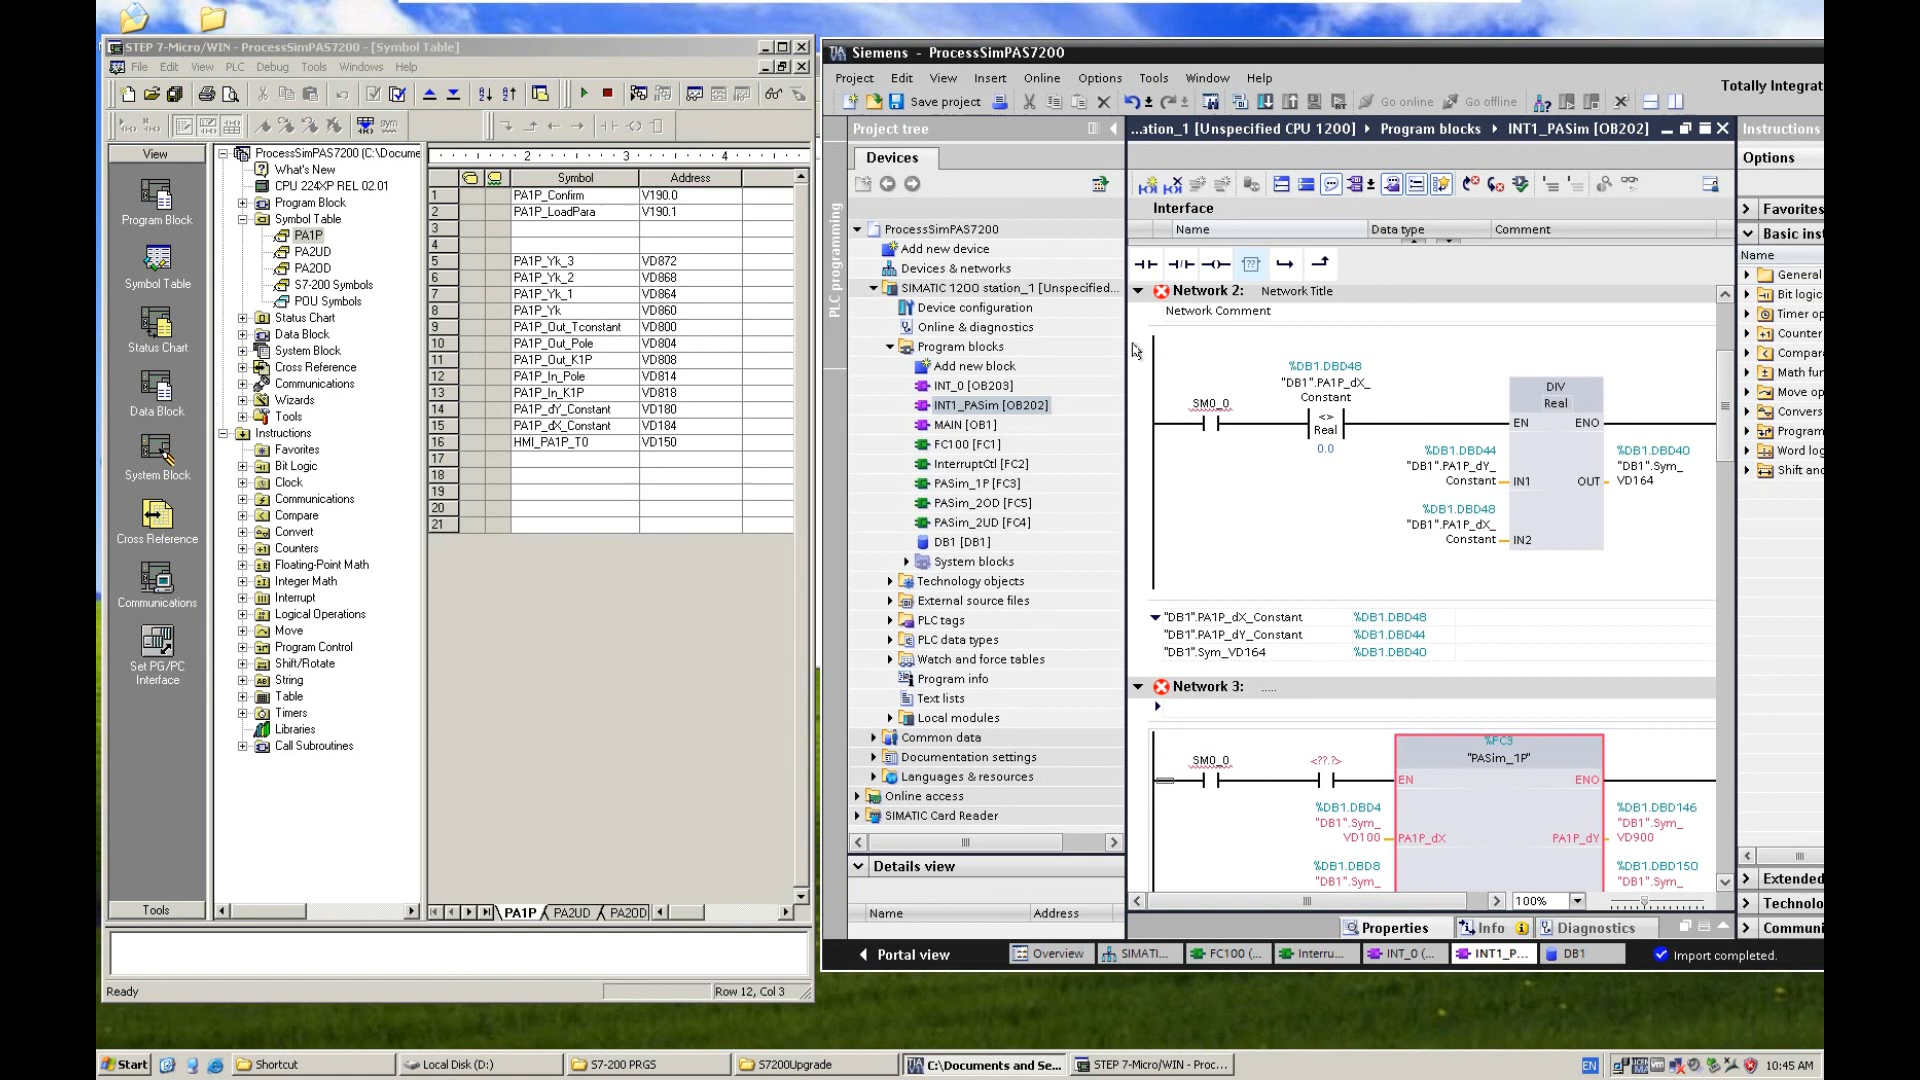 STEP 7-Micro/WIN - ProcessSimPAS7200 - [Symbol Table]
File Edit View PLC Debug Tools Windows Help
View
Program Block
Symbol Table
Status Chart
Data Block
System Block
Cross Reference
Communications
Set PG/PC
Interface
Tools
ProcessSimPAS7200 (C:\Docume
What's New
CPU 224XP REL 02.01
Program Block
Symbol Table
PA1P
PA2UD
PA2OD
S7-200 Symbols
POU Symbols
Status Chart
Data Block
System Block
Cross Reference
Communications
Wizards
Tools
Instructions
Favorites
Bit Logic
Clock
Communications
Compare
Convert
Counters
Floating-Point Math
Integer Math
Interrupt
Logical Operations
Move
Program Control
Shift/Rotate
String
Table
Timers
Libraries
Call Subroutines
2 3 4
Symbol Address
1 PA1P_Confirm V190.0
2 PA1P_LoadPara V190.1
3
4
5 PA1P_Yk_3 VD872
6 PA1P_Yk_2 VD868
7 PA1P_Yk_1 VD864
8 PA1P_Yk VD860
9 PA1P_Out_Tconstant VD800
10 PA1P_Out_Pole VD804
11 PA1P_Out_K1P VD808
12 PA1P_In_Pole VD814
13 PA1P_In_K1P VD818
14 PA1P_dY_Constant VD180
15 PA1P_dX_Constant VD184
16 HMI_PA1P_T0 VD150
17
18
19
20
21
PA1P PA2UD PA2OD
Ready
Row 12, Col 3
Siemens - ProcessSimPAS7200
Project Edit View Insert Online Options Tools Window Help
Totally Integrat
Save project
Go online
Go offline
Project tree
Devices
PLC programming
ProcessSimPAS7200
Add new device
Devices & networks
SIMATIC 1200 station_1 [Unspecified...
Device configuration
Online & diagnostics
Program blocks
Add new block
INT_0 [OB203]
INT1_PASim [OB202]
MAIN [OB1]
FC100 [FC1]
InterruptCtl [FC2]
PASim_1P [FC3]
PASim_2OD [FC5]
PASim_2UD [FC4]
DB1 [DB1]
System blocks
Technology objects
External source files
PLC tags
PLC data types
Watch and force tables
Program info
Text lists
Local modules
Common data
Documentation settings
Languages & resources
Online access
SIMATIC Card Reader
Details view
Name Address
...ation_1 [Unspecified CPU 1200] Program blocks INT1_PASim [OB202]
Interface
Name Data type Comment
Network 2: Network Title
Network Comment
SM0_0
%DB1.DBD48
"DB1".PA1P_dX_
Constant
<>
Real
0.0
DIV
Real
EN ENO
%DB1.DBD44
"DB1".PA1P_dY_
Constant IN1
%DB1.DBD48
"DB1".PA1P_dX_
Constant IN2
%DB1.DBD40
"DB1".Sym_
OUT VD164
"DB1".PA1P_dX_Constant %DB1.DBD48
"DB1".PA1P_dY_Constant %DB1.DBD44
"DB1".Sym_VD164 %DB1.DBD40
Network 3: .....
SM0_0
<??.?>
%FC3
"PASim_1P"
EN ENO
%DB1.DBD4
"DB1".Sym_
VD100 PA1P_dX
%DB1.DBD146
"DB1".Sym_
PA1P_dY VD900
%DB1.DBD8
"DB1".Sym_
%DB1.DBD150
"DB1".Sym_
100%
Properties Info Diagnostics
Instructions
Options
Favorites
Basic ins
Name
General
Bit logic
Timer op
Counter
Compara
Math fun
Move op
Convers
Program
Word log
Shift and
Extended
Technolo
Communi
Portal view
Overview
SIMATI...
FC100 (...
Interru...
INT_0 (...
INT1_P...
DB1
Import completed.
Start
Shortcut
Local Disk (D:)
S7-200 PRGS
S7200Upgrade
C:\Documents and Se...
STEP 7-Micro/WIN - Proc...
EN
10:45 AM